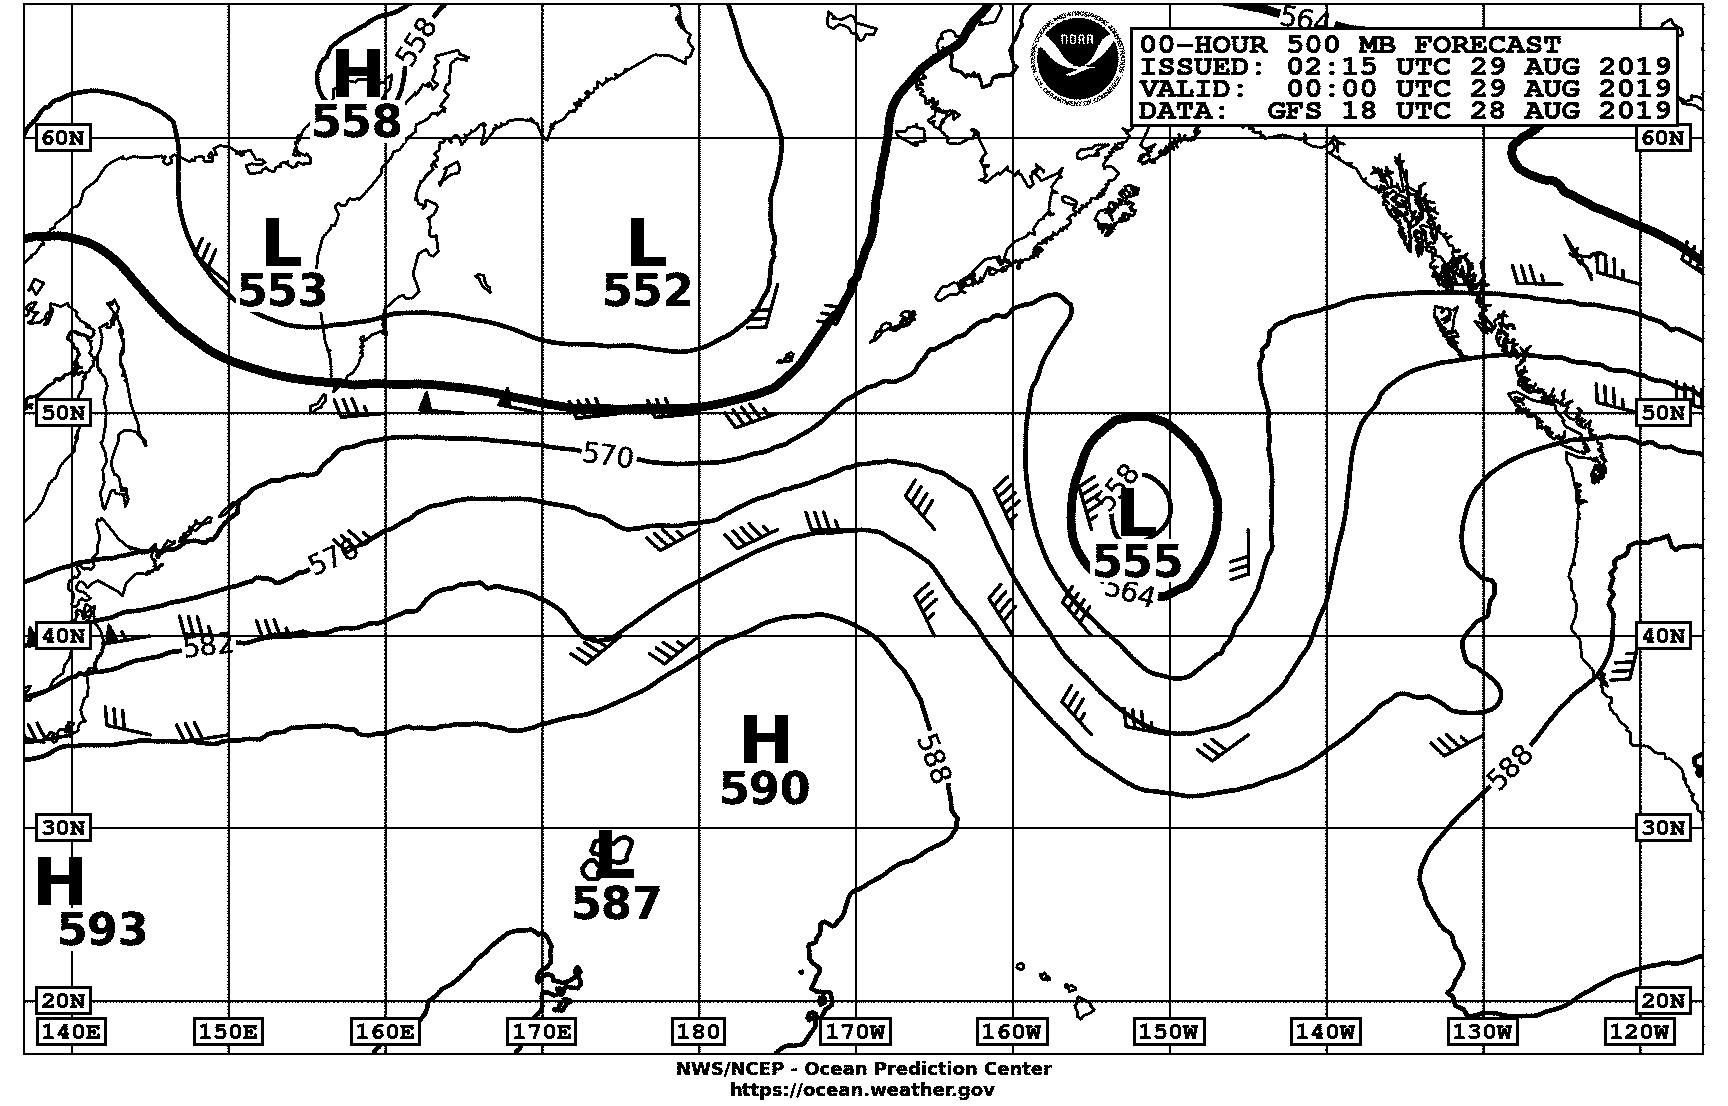 558
564
NOAA
00-HOUR 500 MB FORECAST
ISSUED: 02:15 UTC 29 AUG 2019
VALID: 00:00 UTC 29 AUG 2019
DATA: GFS 18 UTC 28 AUG 2019
H
558
60N
60N
L
553
L
552
50N
50N
570
558
L
555
564
576
40N
582
40N
H
590
588
588
30N
30N
L
587
H
593
20N
20N
140E 150E 160E 170E 180 170W 160W 150W 140W 130W 120W
NWS/NCEP - Ocean Prediction Center
https://ocean.weather.gov